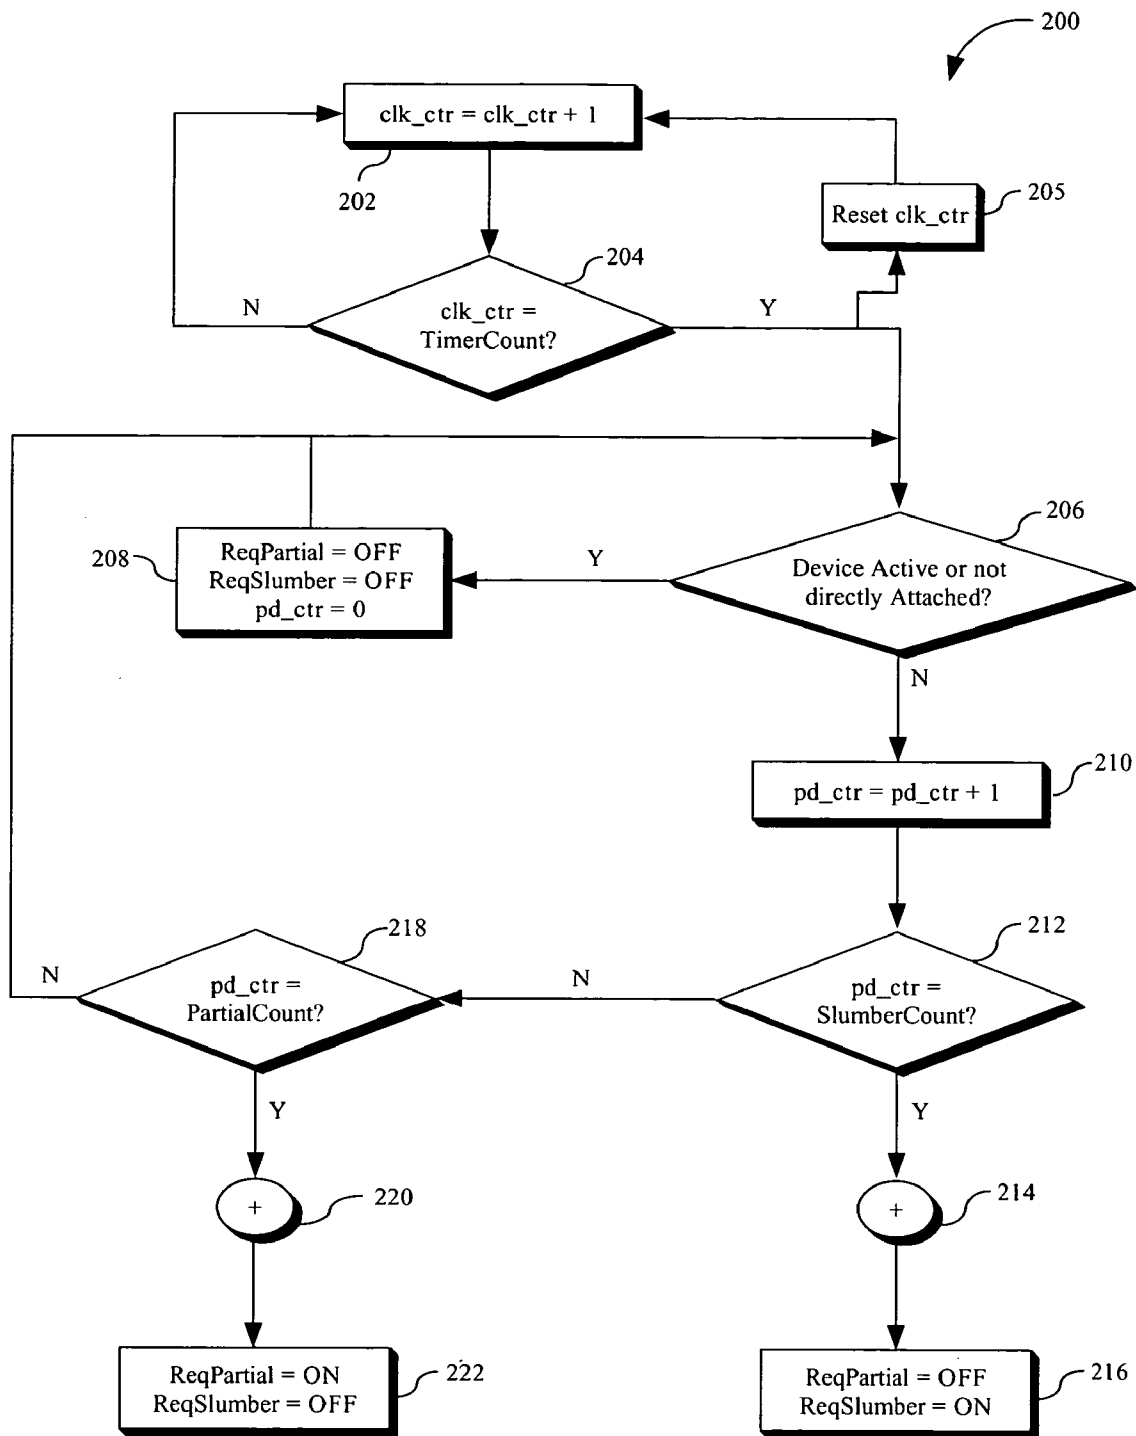 200
clk_ctr = clk_ctr + 1
202
Reset clk_ctr
205
204
N
clk_ctr =
TimerCount?
Y
206
208
ReqPartial = OFF
ReqSlumber = OFF
pd_ctr = 0
Y
Device Active or not
directly Attached?
N
pd_ctr = pd_ctr + 1
210
218
212
N
pd_ctr =
PartialCount?
N
pd_ctr =
SlumberCount?
Y
Y
+
220
+
214
ReqPartial = ON
ReqSlumber = OFF
222
ReqPartial = OFF
ReqSlumber = ON
216